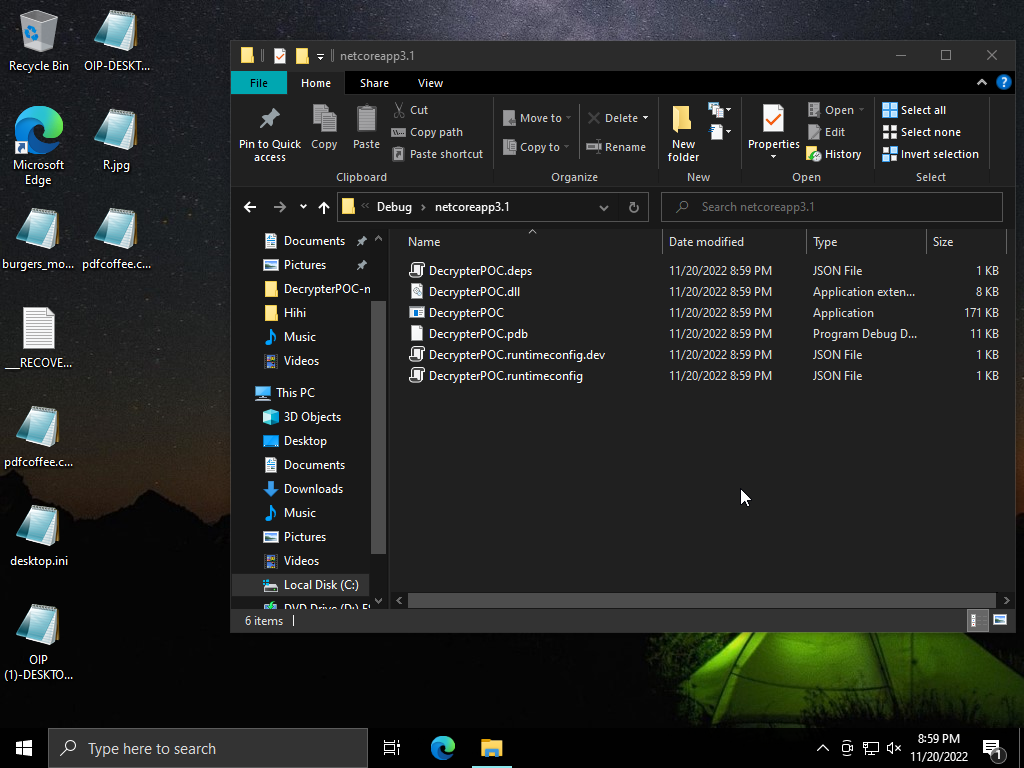 Recycle Bin
OIP-DESKT...
Microsoft
Edge
R.jpg
burgers_mo...
pdfcoffee.c...
___RECOVE...
pdfcoffee.c...
desktop.ini
OIP
(1)-DESKTO...
netcoreapp3.1
File Home Share View
Pin to Quick
access
Copy
Paste
Cut
Copy path
Paste shortcut
Clipboard
Move to
Copy to
Delete
Rename
Organize
New
folder
New
Properties
Open
Edit
History
Open
Select all
Select none
Invert selection
Select
Debug netcoreapp3.1
Search netcoreapp3.1
Documents
Pictures
DecrypterPOC-n
Hihi
Music
Videos
This PC
3D Objects
Desktop
Documents
Downloads
Music
Pictures
Videos
Local Disk (C:)
Name Date modified Type Size
DecrypterPOC.deps 11/20/2022 8:59 PM JSON File 1 KB
DecrypterPOC.dll 11/20/2022 8:59 PM Application exten... 8 KB
DecrypterPOC 11/20/2022 8:59 PM Application 171 KB
DecrypterPOC.pdb 11/20/2022 8:59 PM Program Debug D... 11 KB
DecrypterPOC.runtimeconfig.dev 11/20/2022 8:59 PM JSON File 1 KB
DecrypterPOC.runtimeconfig 11/20/2022 8:59 PM JSON File 1 KB
6 items
Type here to search
8:59 PM
11/20/2022
1